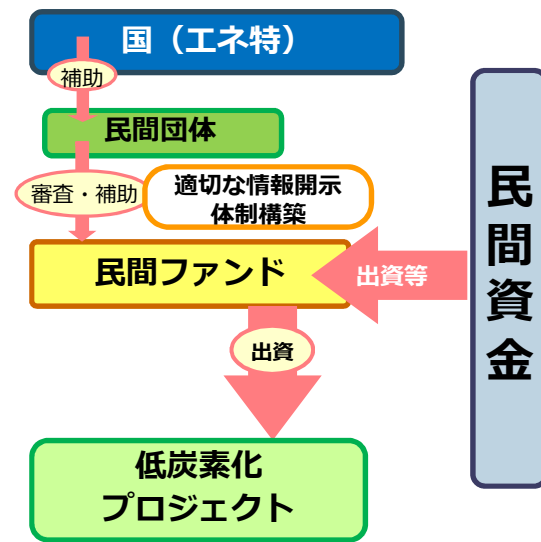 国（エネ特）
補助
民間団体
審査・補助
適切な情報開示
体制構築
民間ファンド
出資等
民間資金
出資
低炭素化
プロジェクト